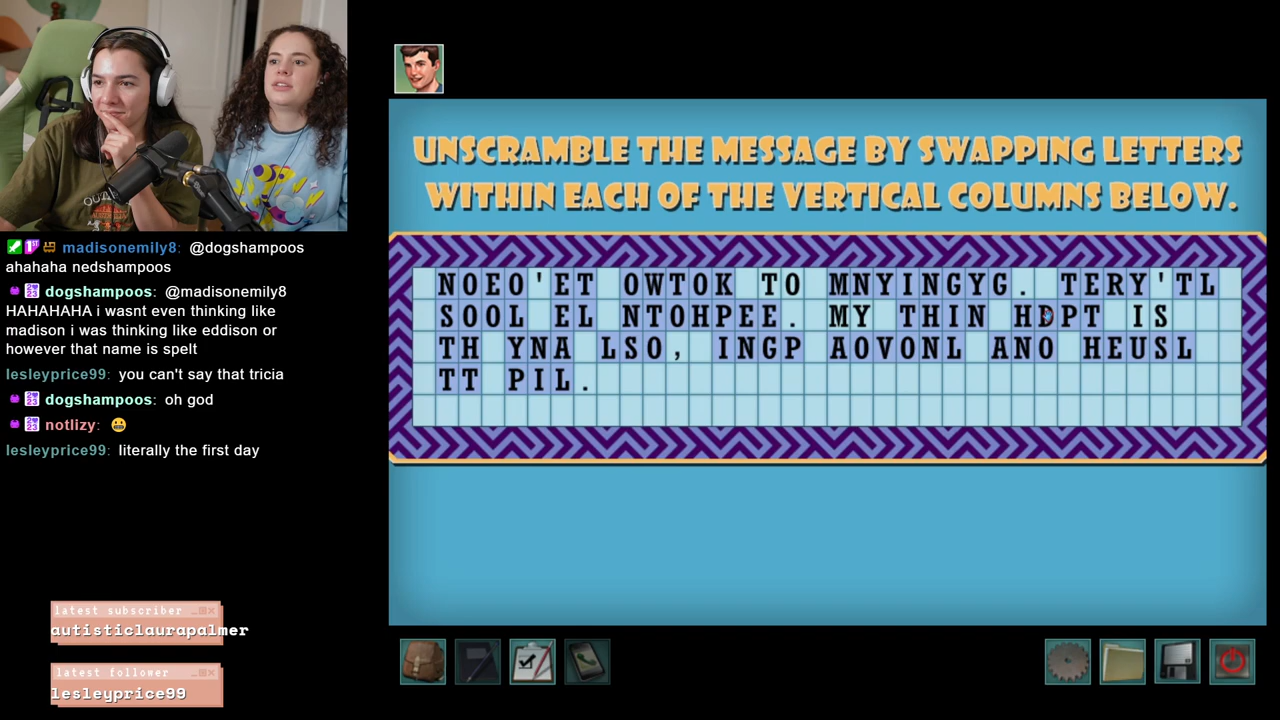 UNSCRAMBLE THE MESSAGE BY SWAPPING LETTERS
WITHIN EACH OF THE VERTICAL COLUMNS BELOW.
NOEO'ET OWTOK TO MNYINGYG. TERY'TL
SOOL EL NTOHPEE. MY THIN HDPT IS
TH YNA LSO, INGP AOVONL ANO HEUSL
TT PIL.
madisonemily8: @dogshampoos
ahahaha nedshampoos
dogshampoos: @madisonemily8
HAHAHAHA i wasnt even thinking like
madison i was thinking like eddison or
however that name is spelt
lesleyprice99: you can't say that tricia
dogshampoos: oh god
notlizy:
lesleyprice99: literally the first day
latest subscriber
autisticlaurapalmer
latest follower
lesleyprice99